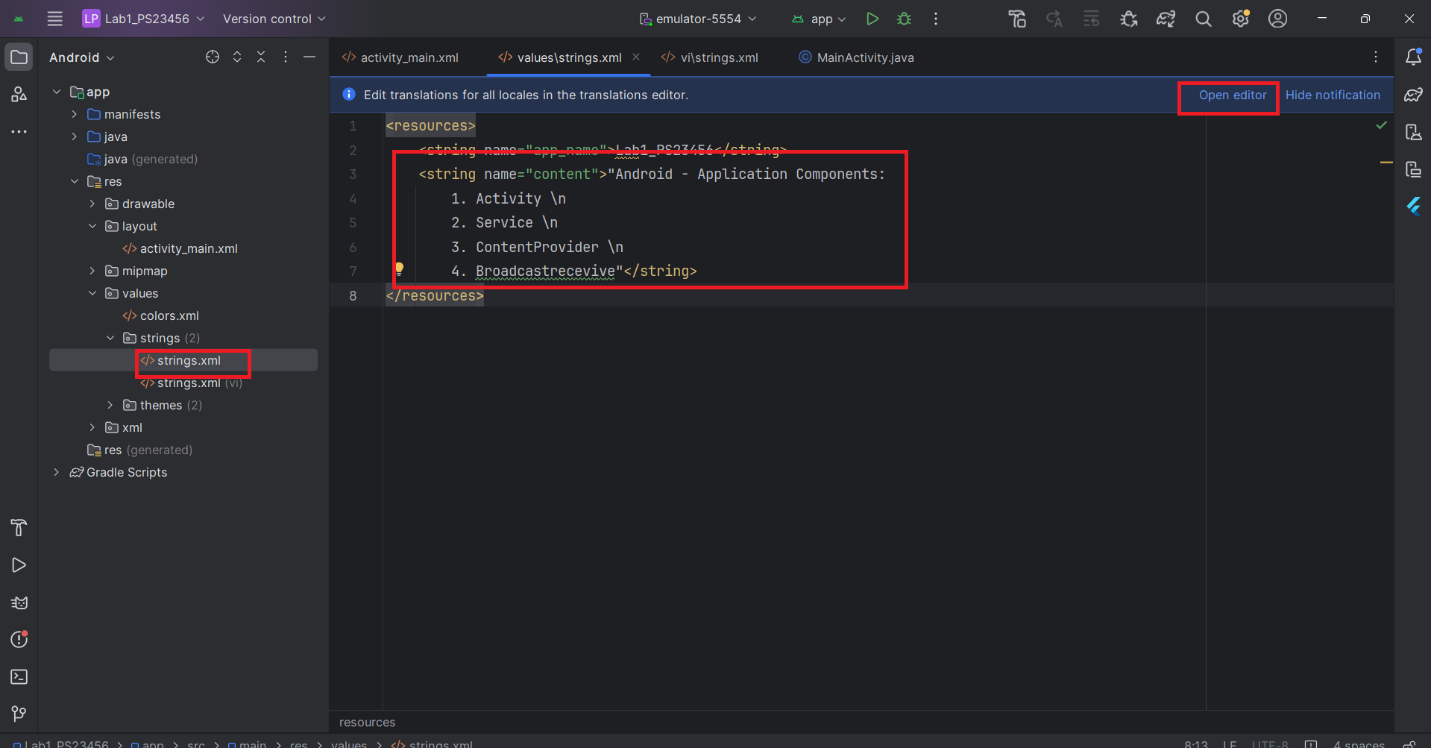 LP Lab1_PS23456 Version control emulator-5554 app
Android
activity_main.xml values\strings.xml vi\strings.xml MainActivity.java
Edit translations for all locales in the translations editor. Open editor Hide notification
app
manifests
java
java (generated)
res
drawable
layout
activity_main.xml
mipmap
values
colors.xml
strings (2)
strings.xml
strings.xml (vi)
themes (2)
xml
res (generated)
Gradle Scripts
1 <resources>
2 <string name="app_name">Lab1_PS23456</string>
3 <string name="content">"Android - Application Components:
4 1. Activity \n
5 2. Service \n
6 3. ContentProvider \n
7 4. Broadcastrecevive"</string>
8 </resources>
resources
Lab1_PS23456 > app > src > main > res > values > strings.xml 8:13 LF UTF-8 4 spaces